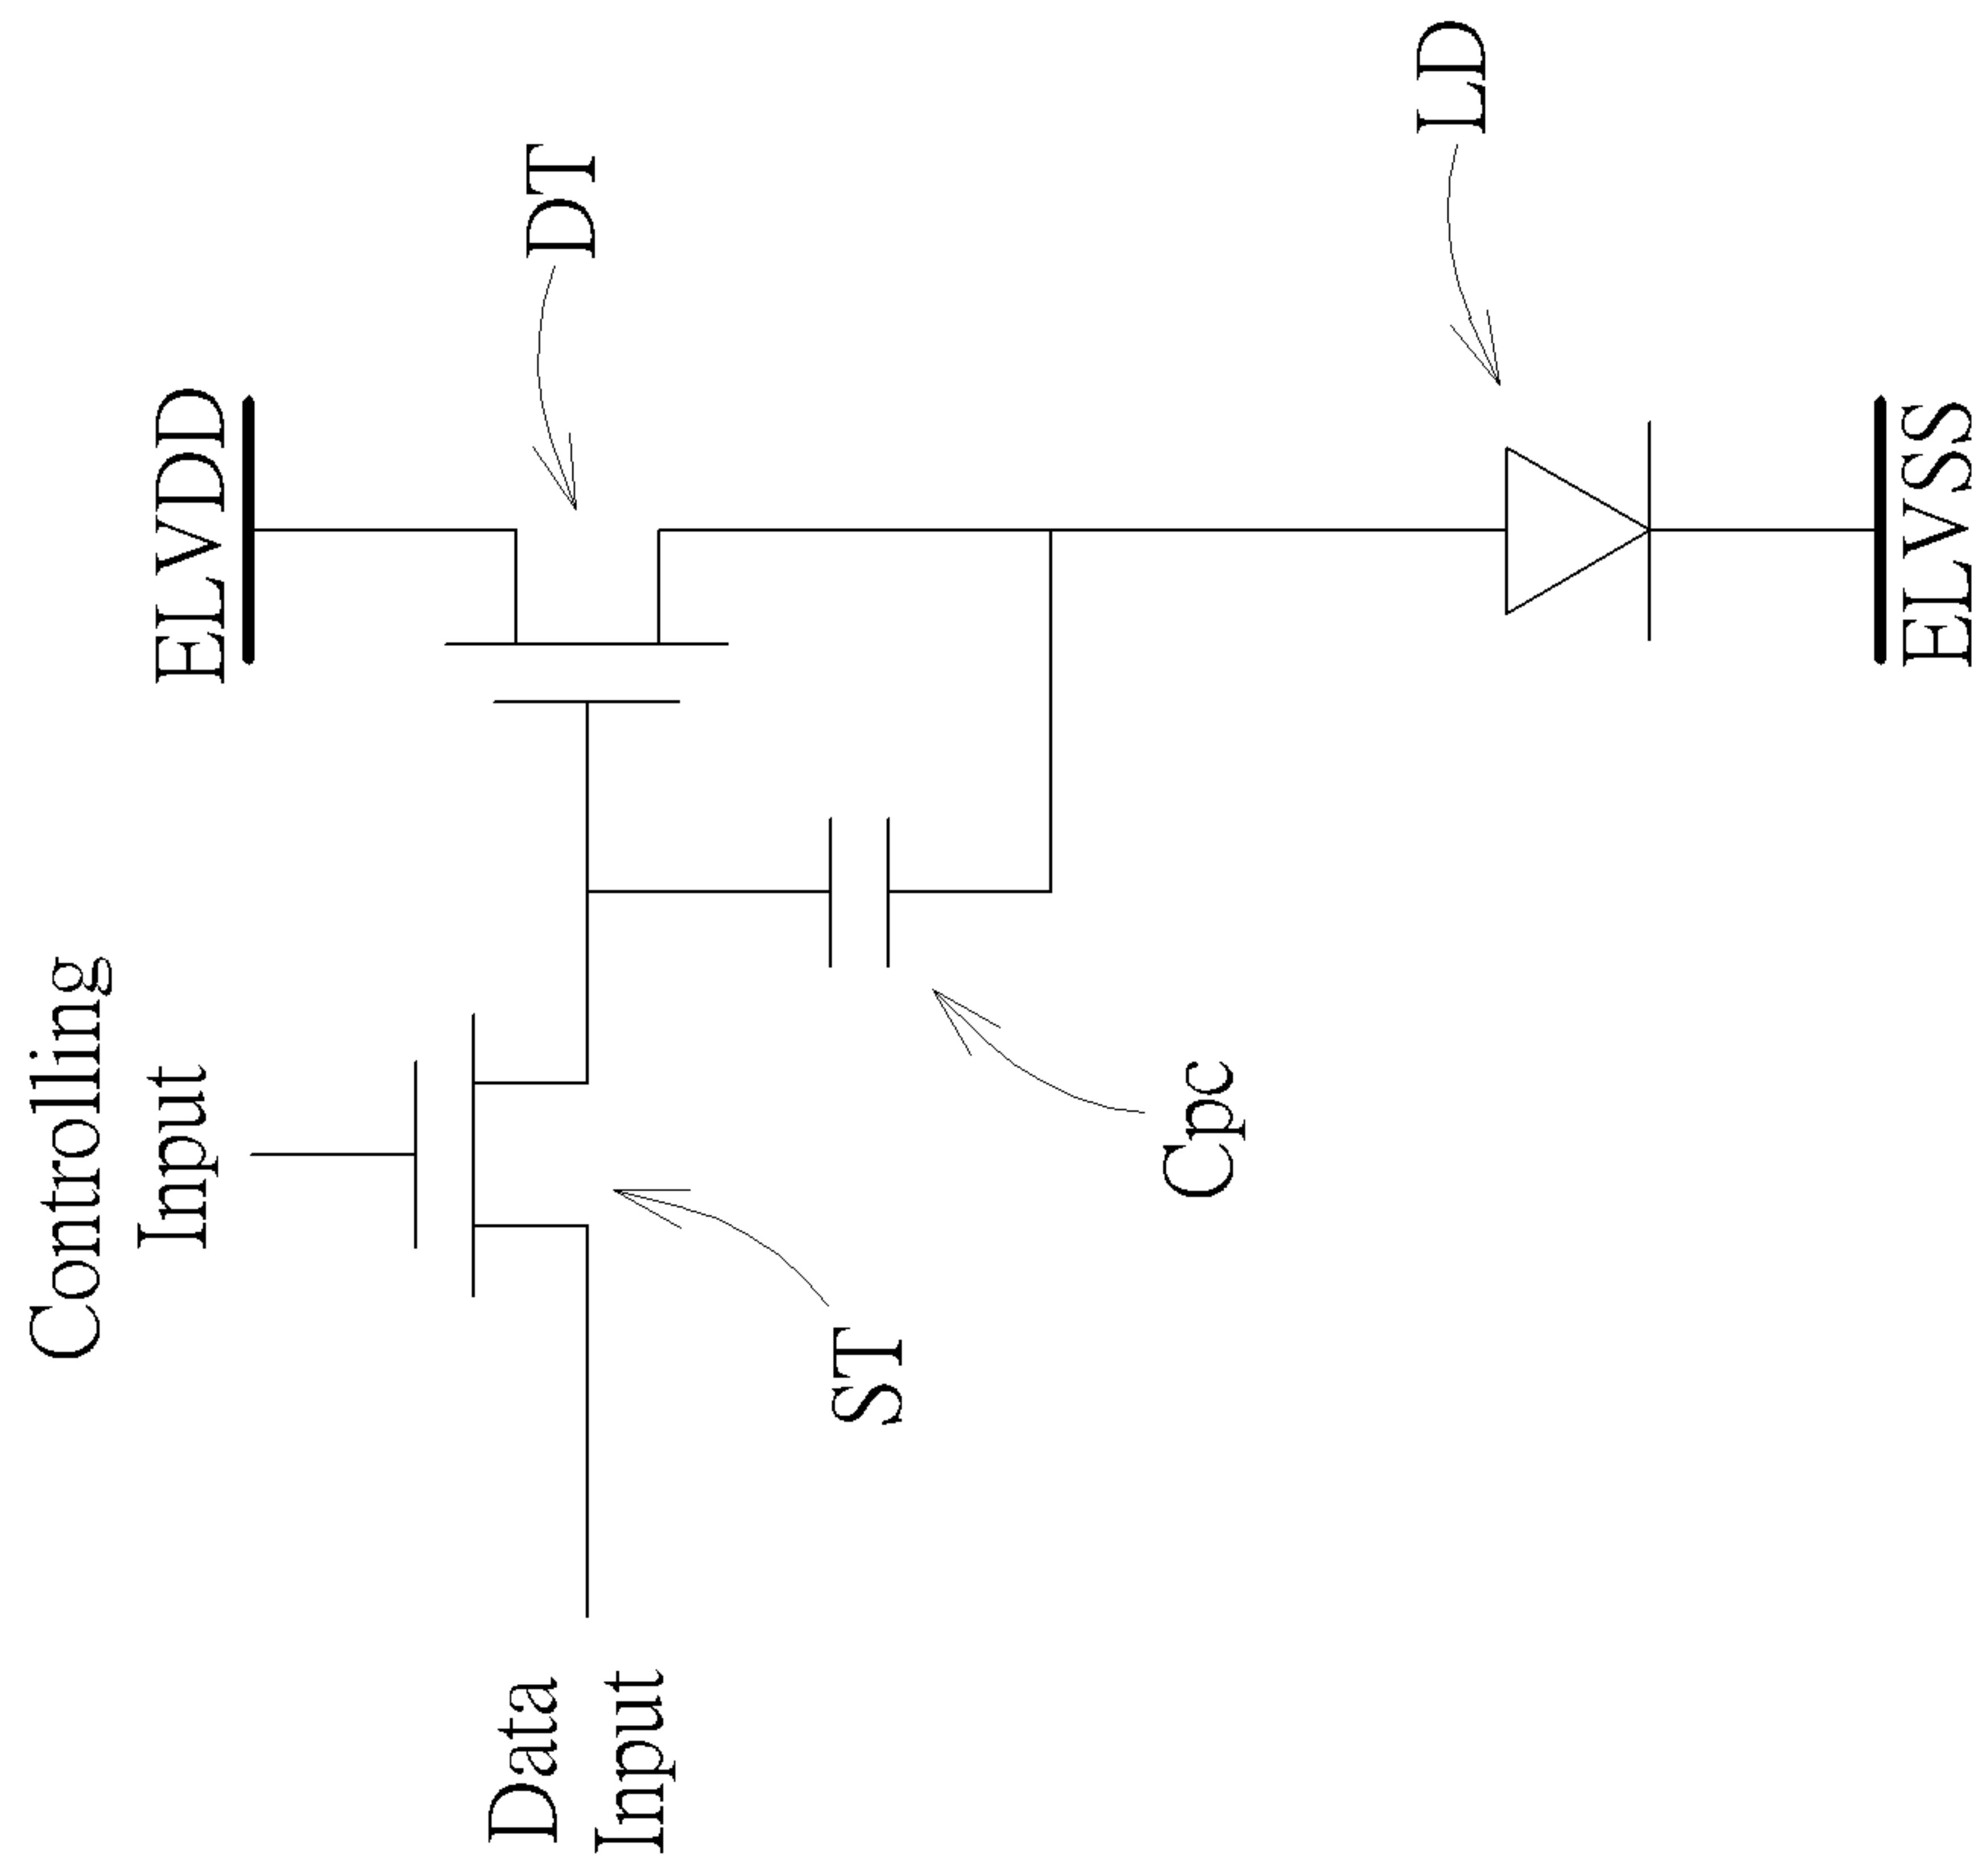 ELVDD
Controlling
Input
DT
Data
Input
ST
Cpc
LD
ELVSS